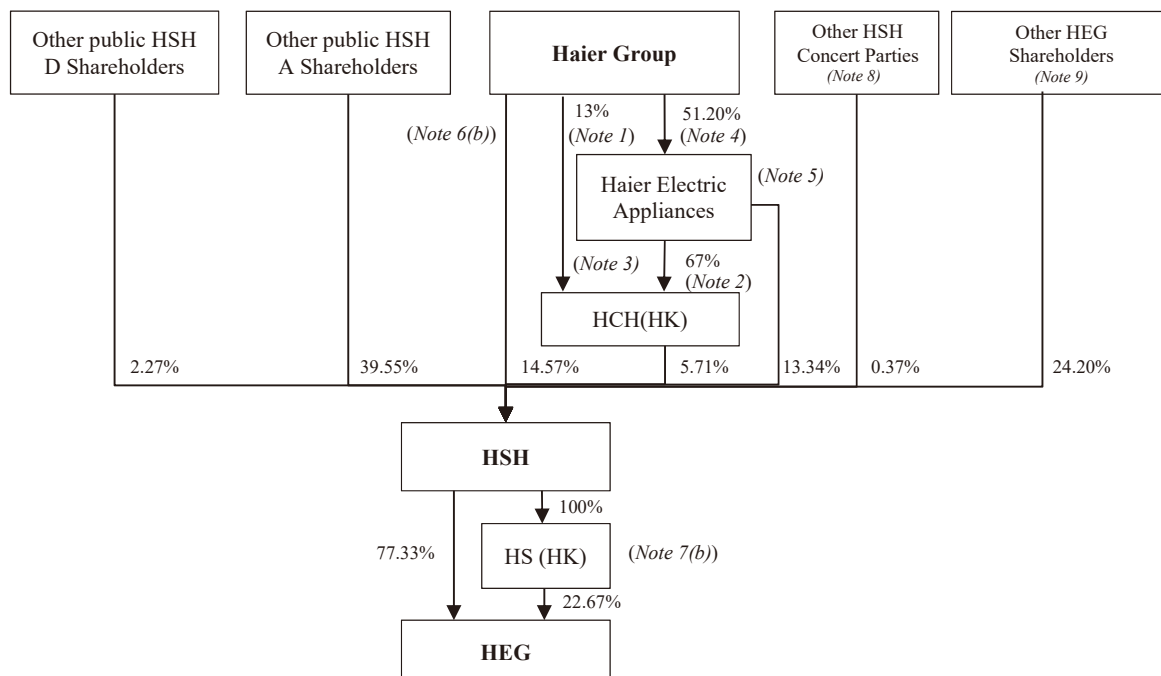 Other public HSH
D Shareholders
Other public HSH
A Shareholders
Haier Group
Other HSH
Concert Parties
(Note 8)
Other HEG
Shareholders
(Note 9)
(Note 6(b))
13%
(Note 1)
51.20%
(Note 4)
Haier Electric
Appliances
(Note 5)
(Note 3)
67%
(Note 2)
HCH(HK)
2.27%
39.55%
14.57%
5.71%
13.34%
0.37%
24.20%
HSH
100%
77.33%
HS (HK)
(Note 7(b))
22.67%
HEG